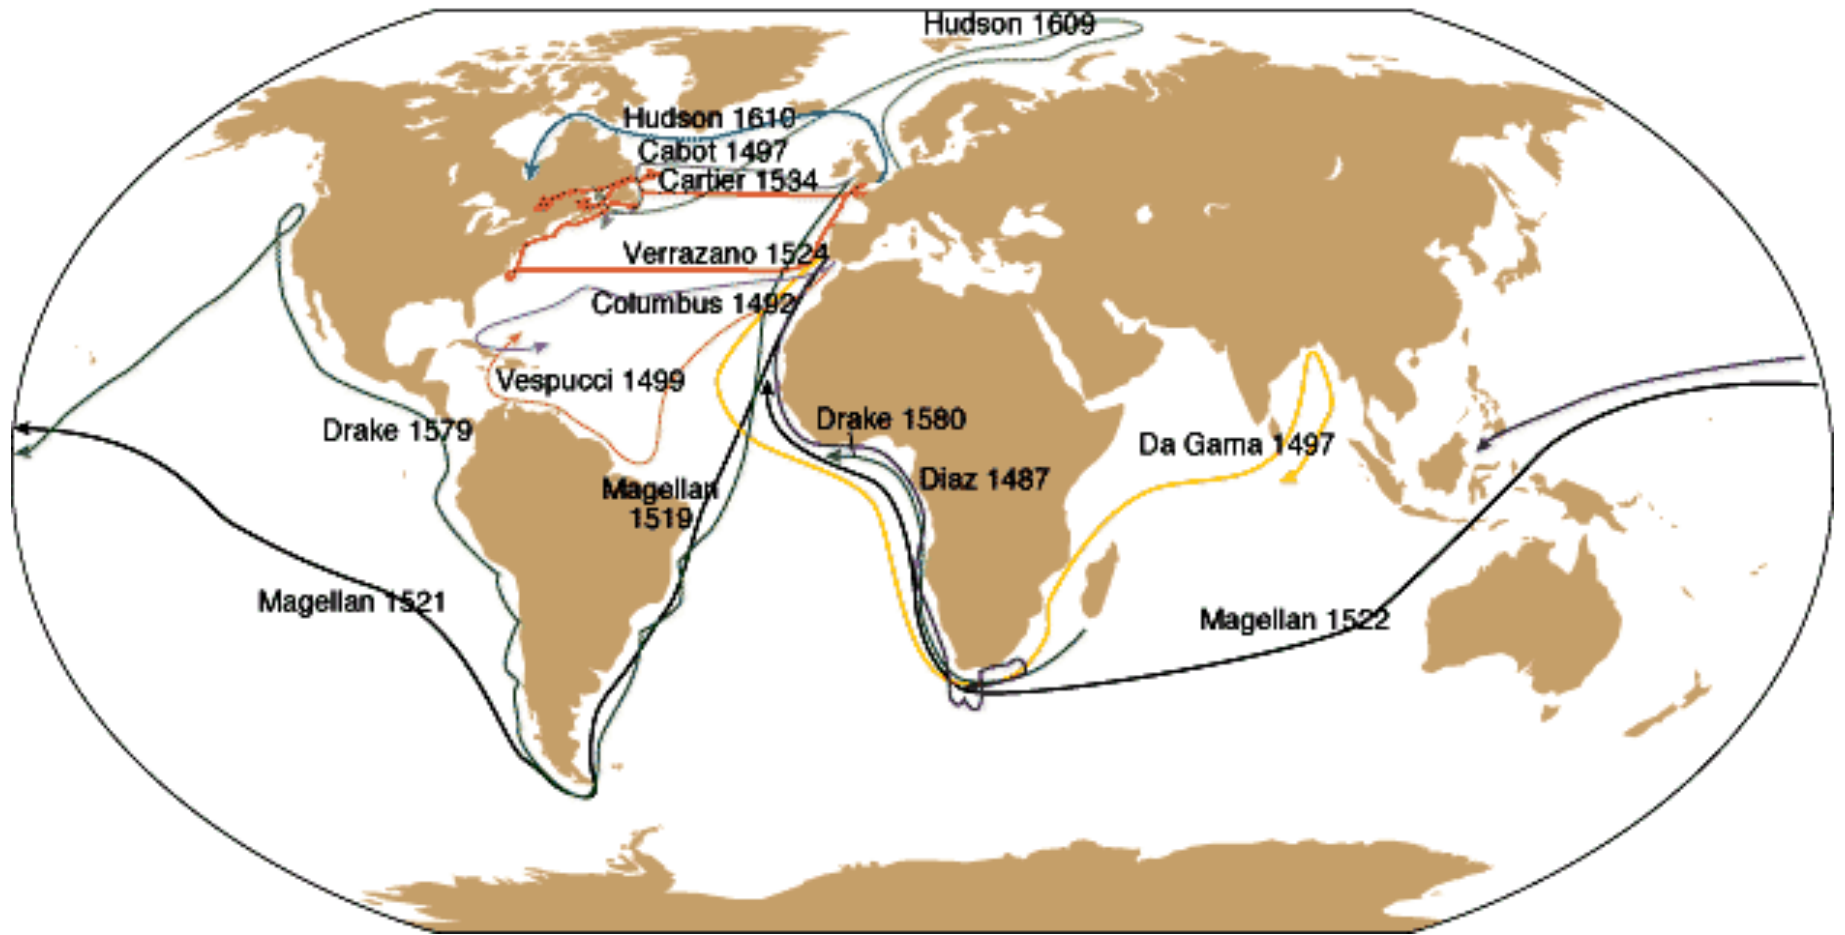 Hudson 1609
Hudson 1610
Cabot 1497
Cartier 1534
Verrazano 1524
Columbus 1492
Vespucci 1499
Drake 1579
Drake 1580
Da Gama 1497
Diaz 1487
Magellan
1519
Magellan 1521
Magellan 1522